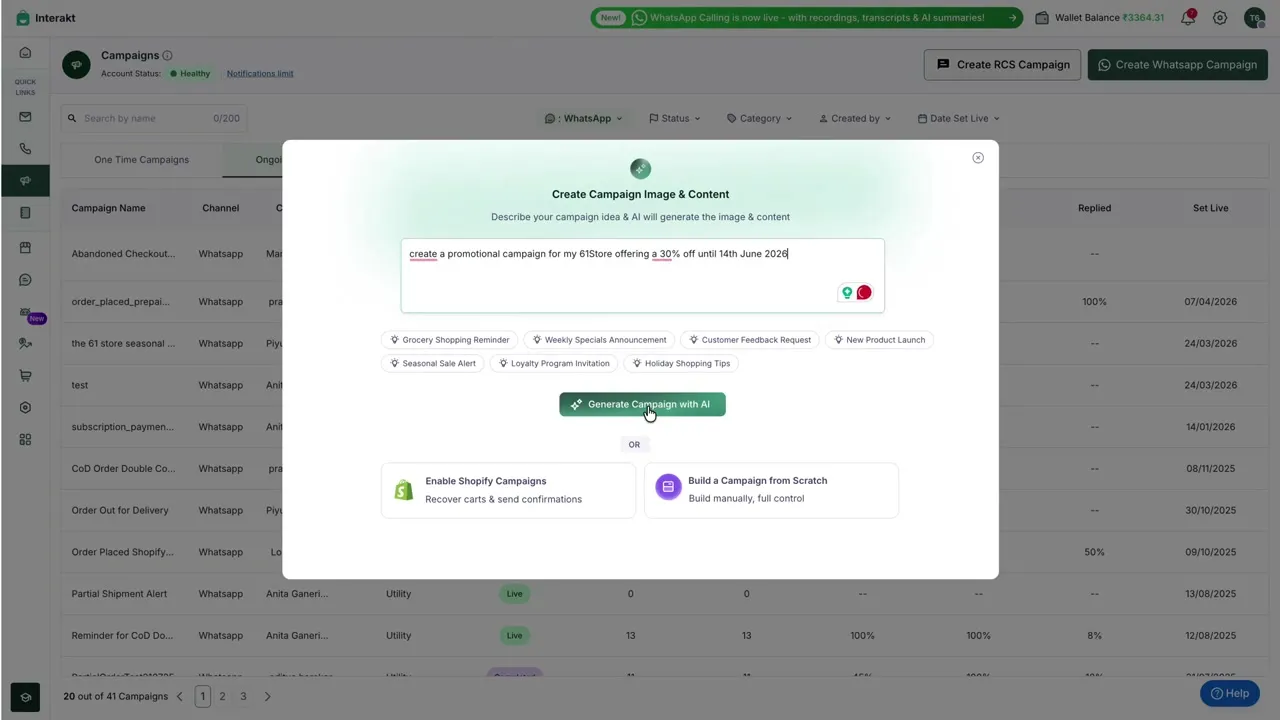 Interakt
New! WhatsApp Calling is now live - with recordings, transcripts & AI summaries!
Wallet Balance ₹3364.31
7
T6
Campaigns
Account Status: Healthy Notifications limit
Create RCS Campaign
Create Whatsapp Campaign
QUICK LINKS
New
Search by name 0/200
: WhatsApp
Status
Category
Created by
Date Set Live
One Time Campaigns
Campaign Name Channel Replied Set Live
Abandoned Checkout... Whatsapp --
order_placed_prepai... Whatsapp 100% 07/04/2026
the 61 store seasonal Whatsapp -- 24/03/2026
test Whatsapp -- 24/03/2026
subscription_paymen... Whatsapp -- 14/01/2026
CoD Order Double Co... Whatsapp -- 08/11/2025
Order Out for Delivery Whatsapp -- 30/10/2025
Order Placed Shopify... Whatsapp 50% 09/10/2025
Partial Shipment Alert Whatsapp Anita Ganeri... Utility Live 0 0 -- -- -- 13/08/2025
Reminder for CoD Do... Whatsapp Anita Ganeri... Utility Live 13 13 100% 100% 8% 12/08/2025
20 out of 41 Campaigns 1 2 3
Help
Create Campaign Image & Content
Describe your campaign idea & AI will generate the image & content
create a promotional campaign for my 61Store offering a 30% off until 14th June 2026
Grocery Shopping Reminder
Weekly Specials Announcement
Customer Feedback Request
New Product Launch
Seasonal Sale Alert
Loyalty Program Invitation
Holiday Shopping Tips
Generate Campaign with AI
OR
Enable Shopify Campaigns
Recover carts & send confirmations
Build a Campaign from Scratch
Build manually, full control